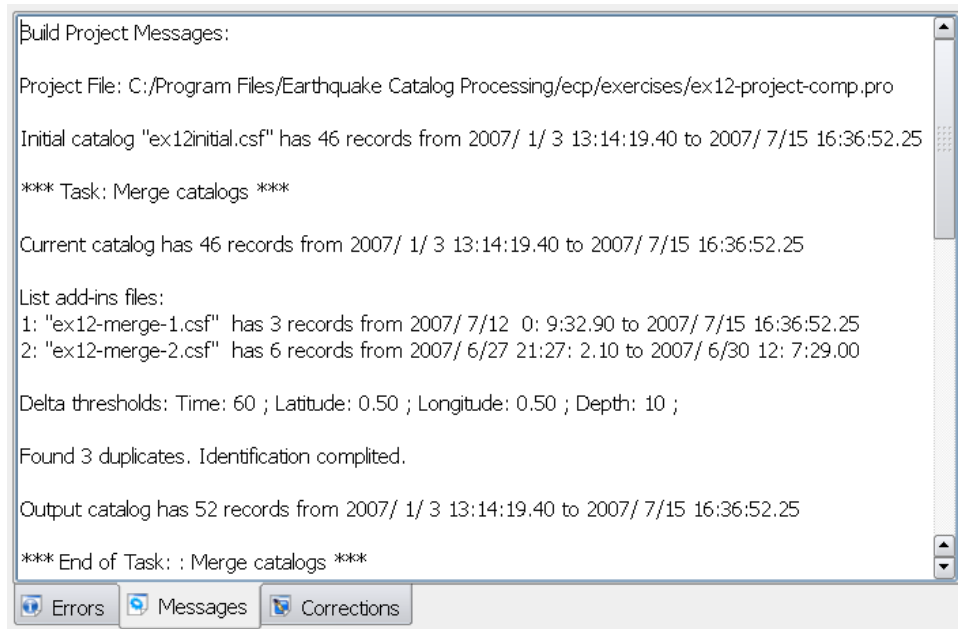 Build Project Messages:
Project File: C:/Program Files/Earthquake Catalog Processing/ecp/exercises/ex12-project-comp.pro
Initial catalog "ex12initial.csf" has 46 records from 2007/ 1/ 3 13:14:19.40 to 2007/ 7/15 16:36:52.25
*** Task: Merge catalogs ***
Current catalog has 46 records from 2007/ 1/ 3 13:14:19.40 to 2007/ 7/15 16:36:52.25
List add-ins files:
1: "ex12-merge-1.csf"  has 3 records from 2007/ 7/12  0: 9:32.90 to 2007/ 7/15 16:36:52.25
2: "ex12-merge-2.csf"  has 6 records from 2007/ 6/27 21:27: 2.10 to 2007/ 6/30 12: 7:29.00
Delta thresholds: Time: 60 ; Latitude: 0.50 ; Longitude: 0.50 ; Depth: 10 ;
Found 3 duplicates. Identification complited.
Output catalog has 52 records from 2007/ 1/ 3 13:14:19.40 to 2007/ 7/15 16:36:52.25
*** End of Task: : Merge catalogs ***
Errors Messages Corrections